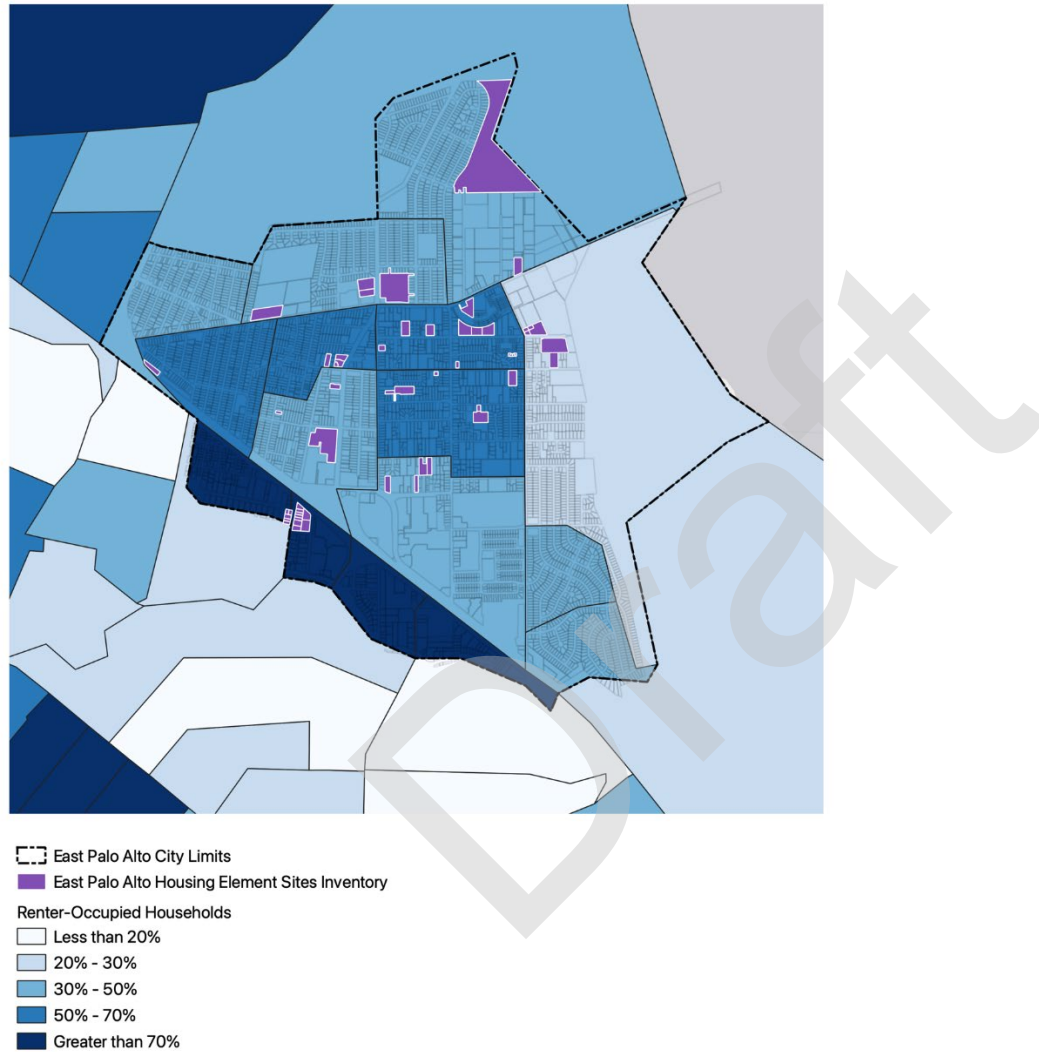 Draft
East Palo Alto City Limits
East Palo Alto Housing Element Sites Inventory
Renter-Occupied Households
Less than 20%
20% - 30%
30% - 50%
50% - 70%
Greater than 70%